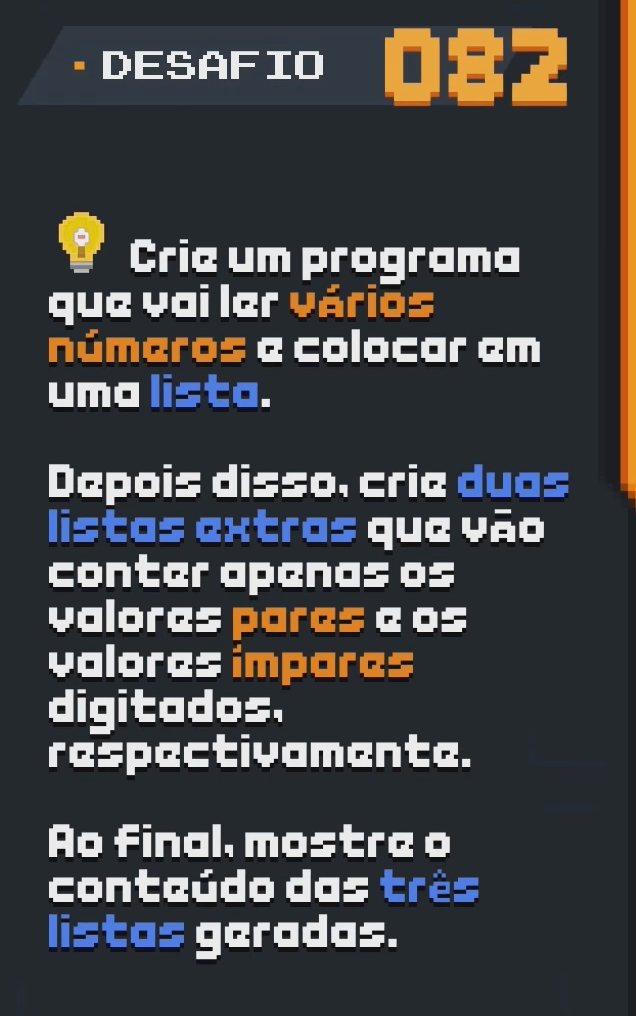 DESAFIO 082
Crie um programa
que vai ler vários
números e colocar em
uma lista.
Depois disso, crie duas
listas extras que vão
conter apenas os
valores pares e os
valores ímpares
digitados,
respectivamente.
Ao final, mostre o
conteúdo das três
listas geradas.